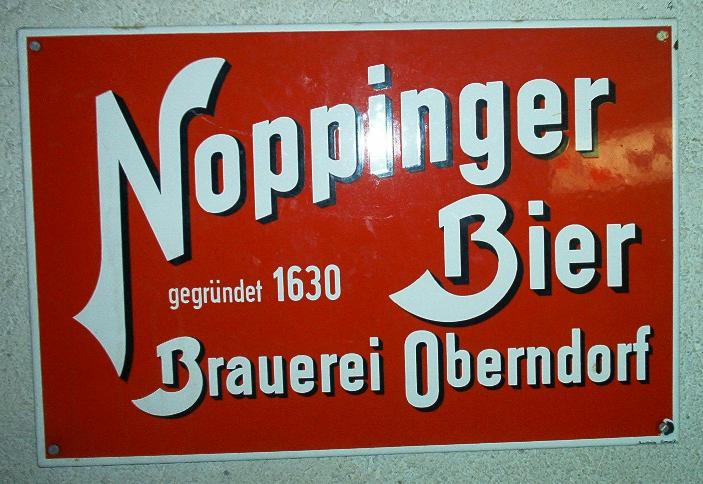 Noppinger
Bier
gegründet 1630
Brauerei Oberndorf